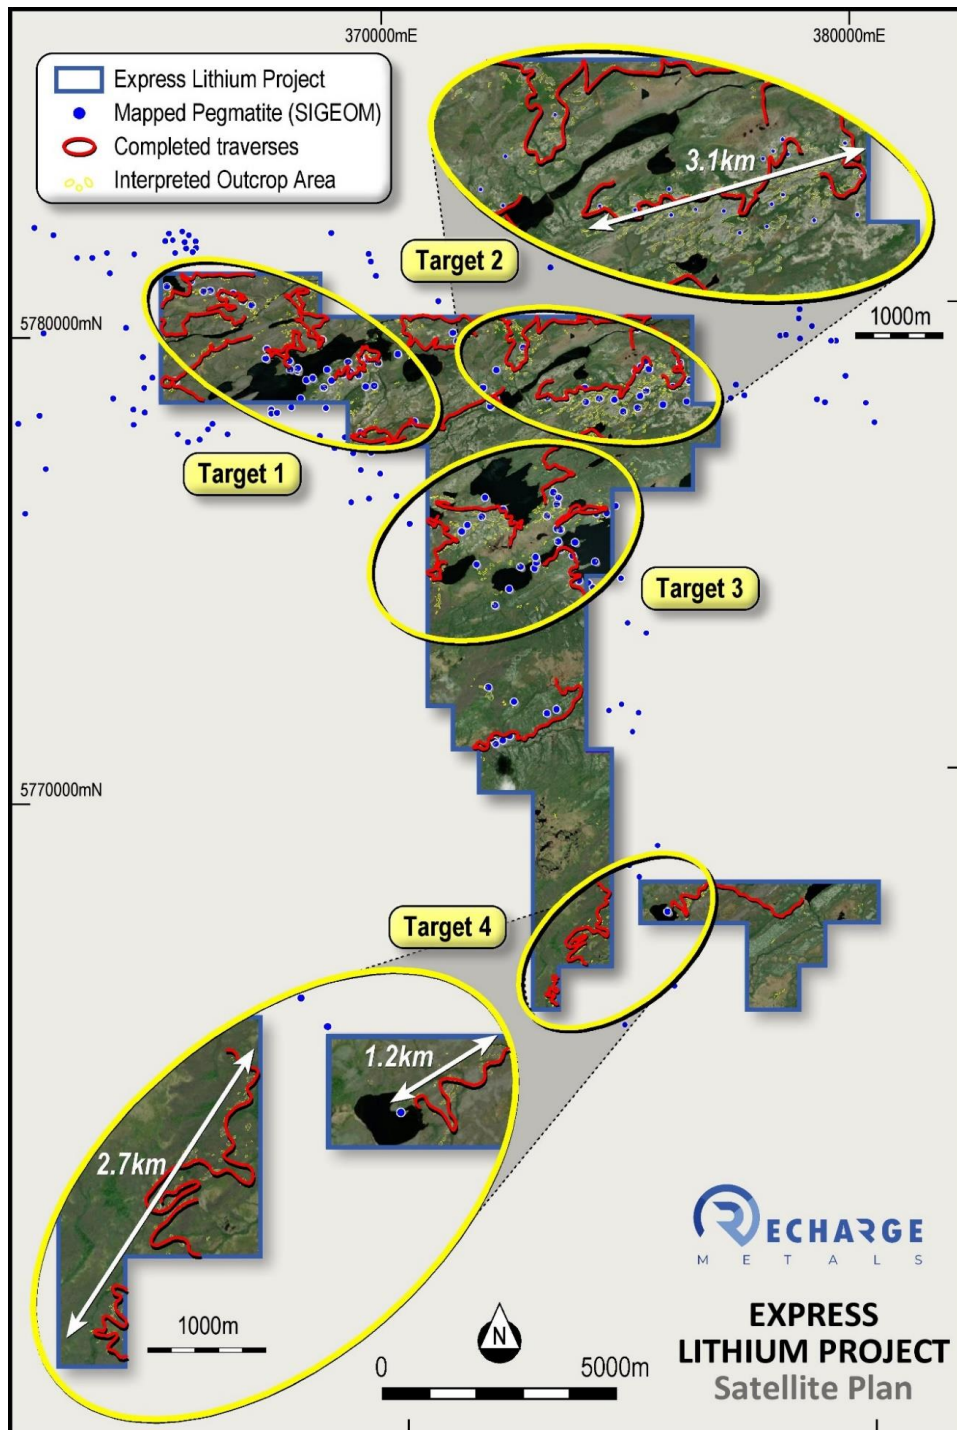 370000mE
380000mE
Express Lithium Project
Mapped Pegmatite (SIGEOM)
Completed traverses
Interpreted Outcrop Area
3.1km
Target 2
1000m
5780000mN
Target 1
Target 3
5770000mN
Target 4
1.2km
2.7km
1000m
N
0 5000m
RECHARGE
METALS
EXPRESS
LITHIUM PROJECT
Satellite Plan